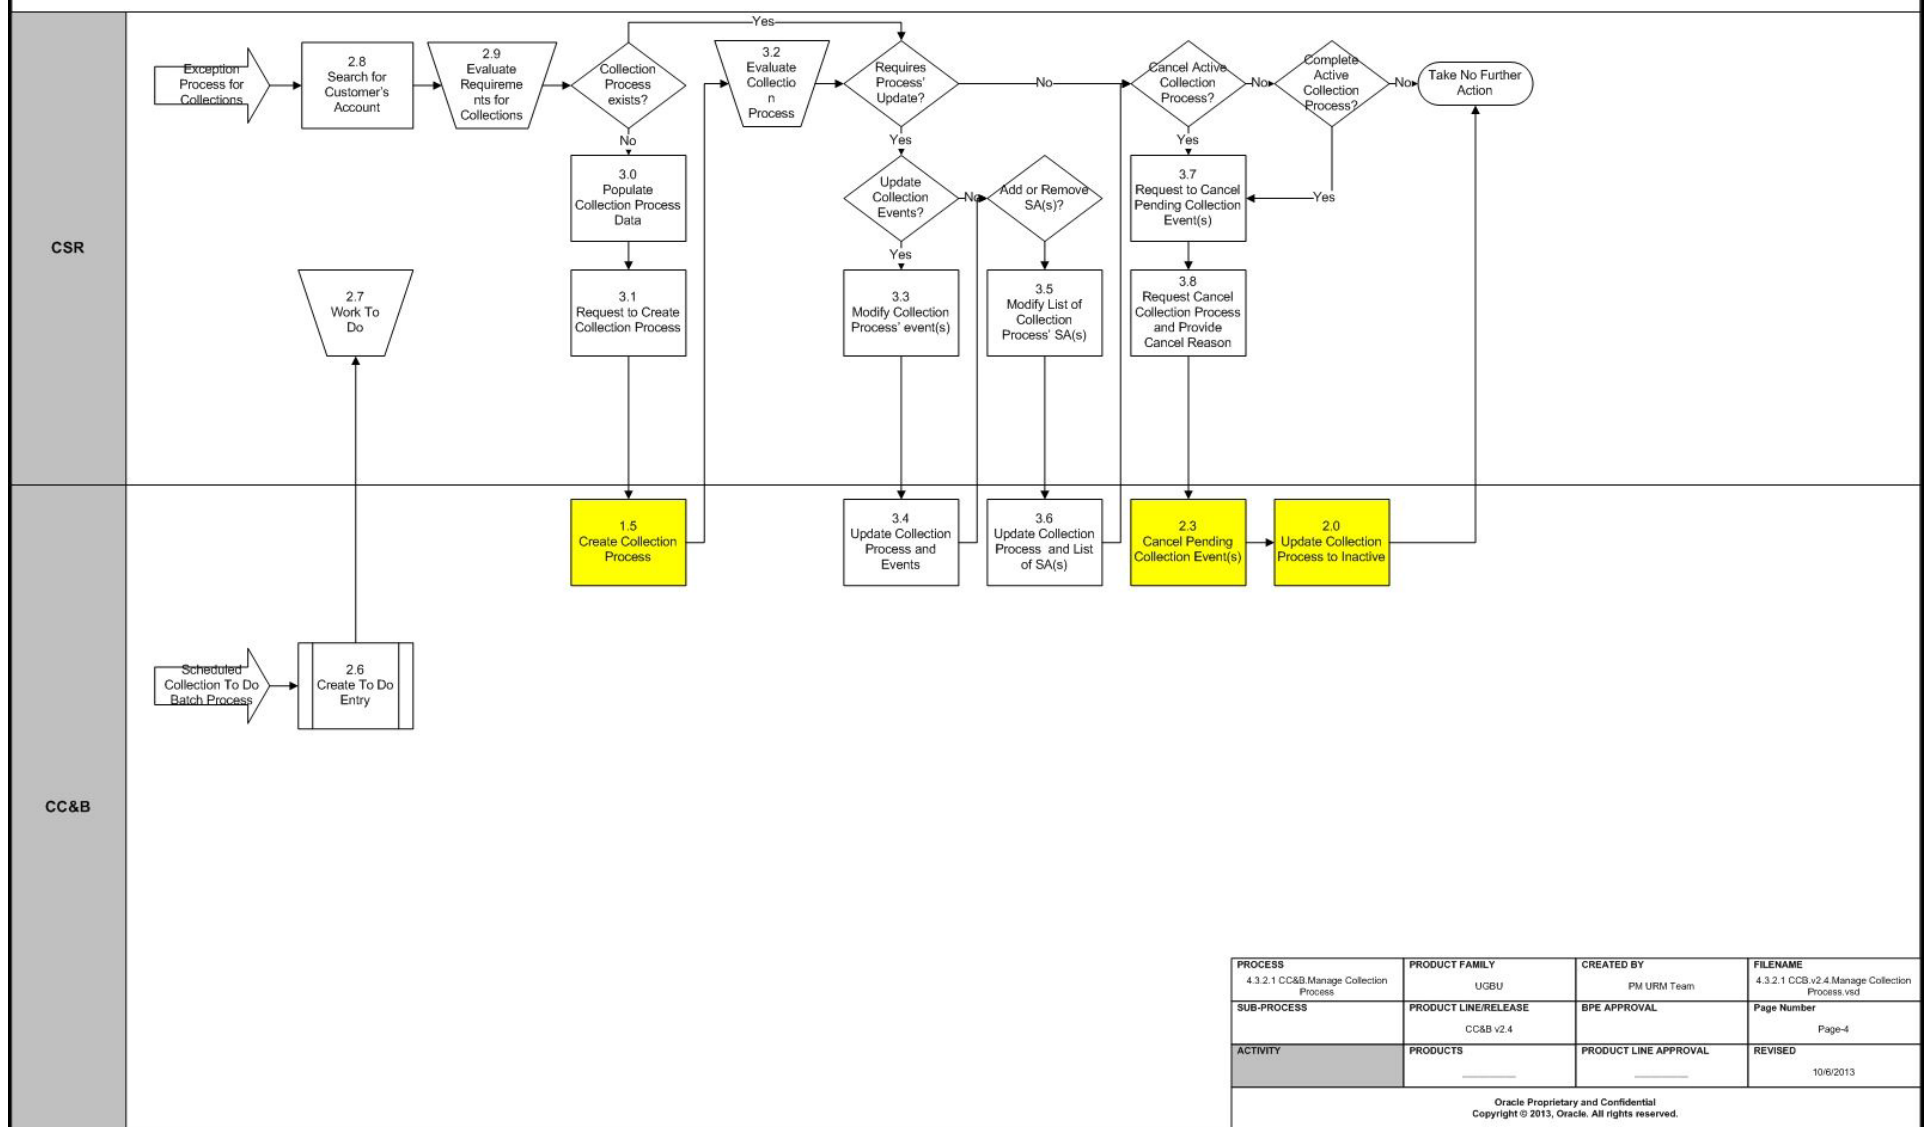 CSR
Exception
Process for
Collections
2.8
Search for
Customer's
Account
2.9
Evaluate
Requireme
nts for
Collections
Collection
Process
exists?
Yes
No
3.0
Populate
Collection Process
Data
3.1
Request to Create
Collection Process
3.2
Evaluate
Collectio
n
Process
Requires
Process'
Update?
No
Yes
Update
Collection
Events?
No
Yes
3.3
Modify Collection
Process' event(s)
Add or Remove
SA(s)?
3.5
Modify List of
Collection
Process' SA(s)
Cancel Active
Collection
Process?
No
Yes
3.7
Request to Cancel
Pending Collection
Event(s)
3.8
Request Cancel
Collection Process
and Provide
Cancel Reason
Complete
Active
Collection
Process?
No
Yes
Take No Further
Action
2.7
Work To
Do
CC&B
1.5
Create Collection
Process
3.4
Update Collection
Process and
Events
3.6
Update Collection
Process and List
of SA(s)
2.3
Cancel Pending
Collection Event(s)
2.0
Update Collection
Process to Inactive
Scheduled
Collection To Do
Batch Process
2.6
Create To Do
Entry
PROCESS
4.3.2.1 CC&B.Manage Collection
Process
PRODUCT FAMILY
UGBU
CREATED BY
PM URM Team
FILENAME
4.3.2.1 CCB.v2.4.Manage Collection
Process.vsd
SUB-PROCESS
PRODUCT LINE/RELEASE
CC&B v2.4
BPE APPROVAL
Page Number
Page-4
ACTIVITY
PRODUCTS
PRODUCT LINE APPROVAL
REVISED
10/6/2013
Oracle Proprietary and Confidential
Copyright © 2013, Oracle. All rights reserved.